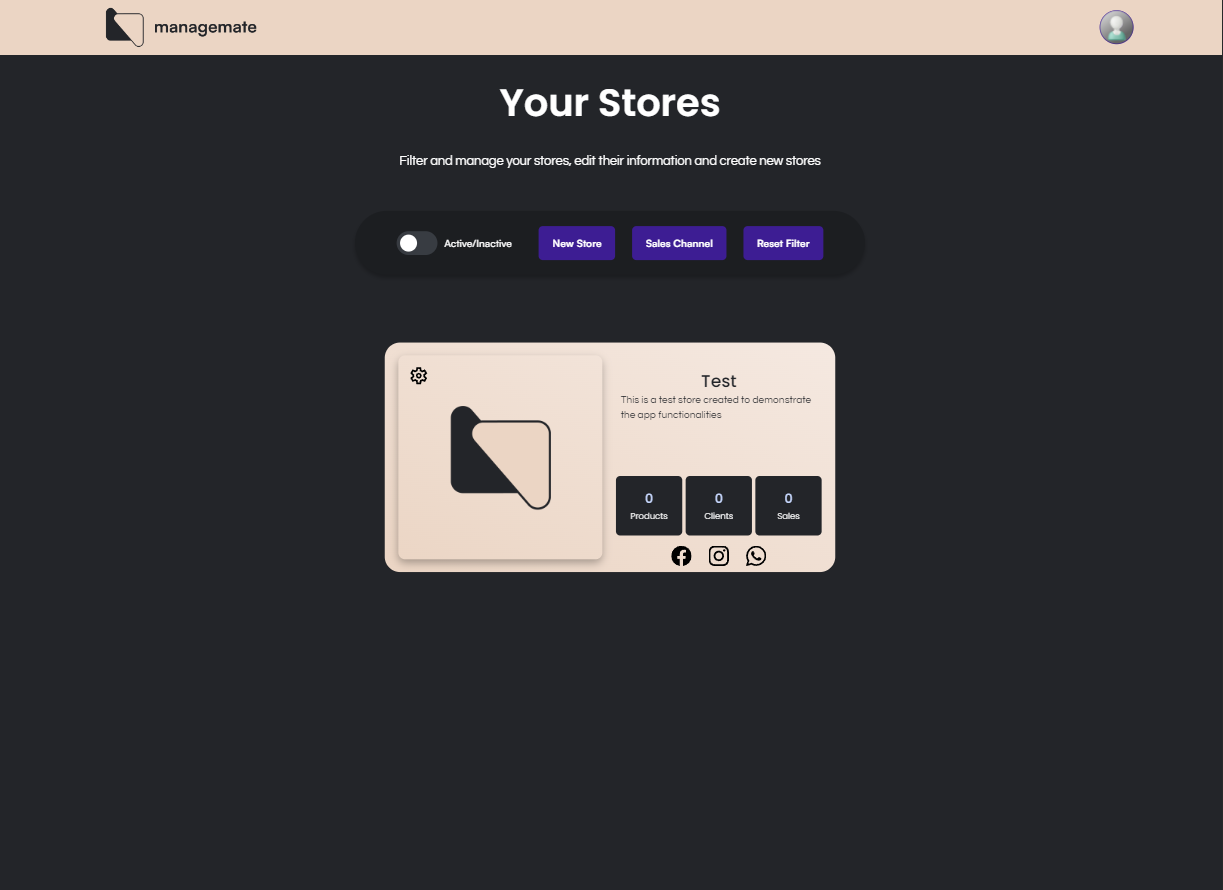 managemate
Your Stores
Filter and manage your stores, edit their information and create new stores
Active/Inactive
New Store
Sales Channel
Reset Filter
Test
This is a test store created to demonstrate
the app functionalities
0
Products
0
Clients
0
Sales